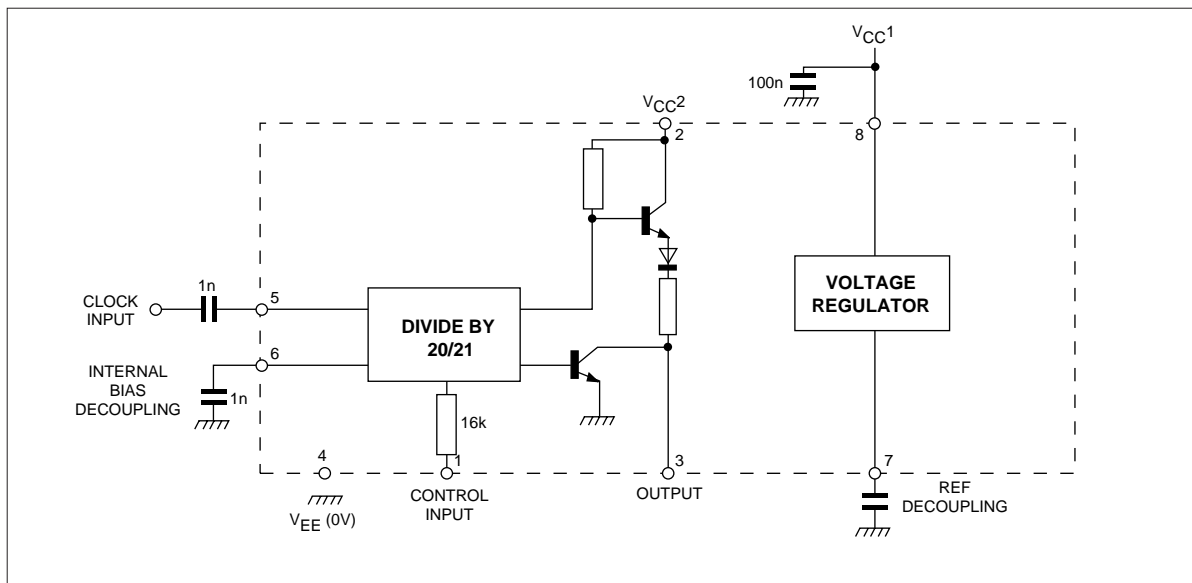 VCC1
100n
VCC2
2
8
1n
CLOCK
INPUT
5
DIVIDE BY
20/21
VOLTAGE
REGULATOR
6
INTERNAL
BIAS
DECOUPLING
1n
16k
4
1
3
7
VEE (0V)
CONTROL
INPUT
OUTPUT
REF
DECOUPLING